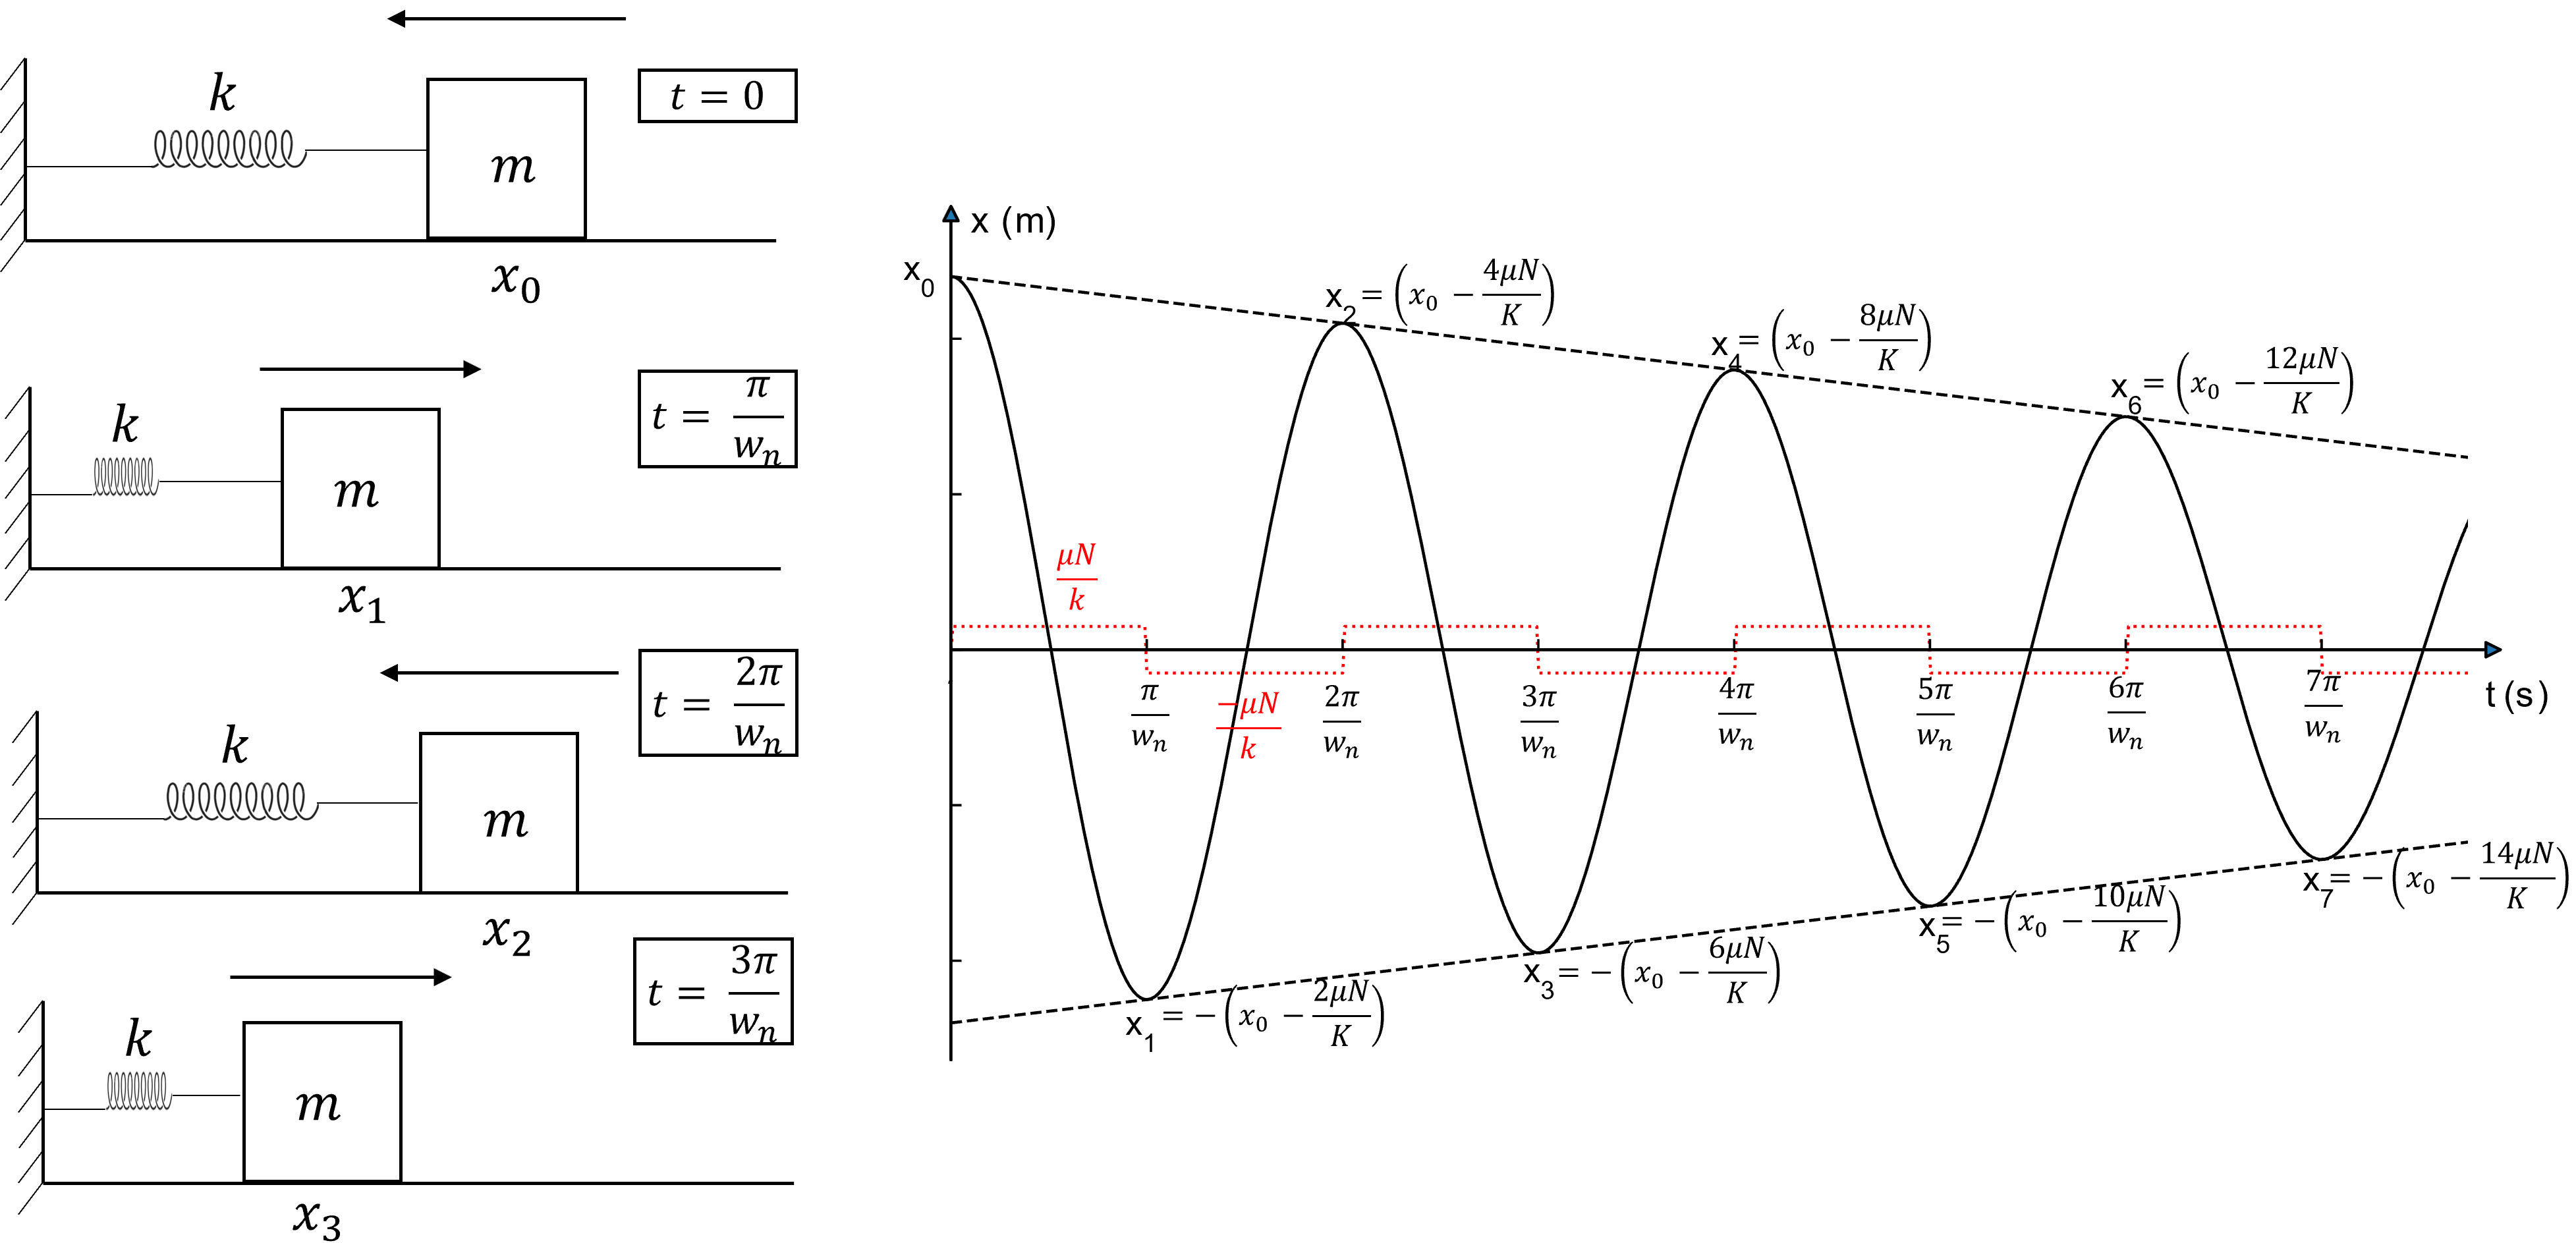 k
m
t = 0
x₀
k
m
t = π/wₙ
x₁
k
m
t = 2π/wₙ
x₂
k
m
t = 3π/wₙ
x₃
x (m)
x₀
x₂ = (x₀ − 4μN/K)
x₄ = (x₀ − 8μN/K)
x₆ = (x₀ − 12μN/K)
μN/k
−μN/k
π/wₙ
2π/wₙ
3π/wₙ
4π/wₙ
5π/wₙ
6π/wₙ
7π/wₙ
t (s)
x₁ = −(x₀ − 2μN/K)
x₃ = −(x₀ − 6μN/K)
x₅ = −(x₀ − 10μN/K)
x₇ = −(x₀ − 14μN/K)